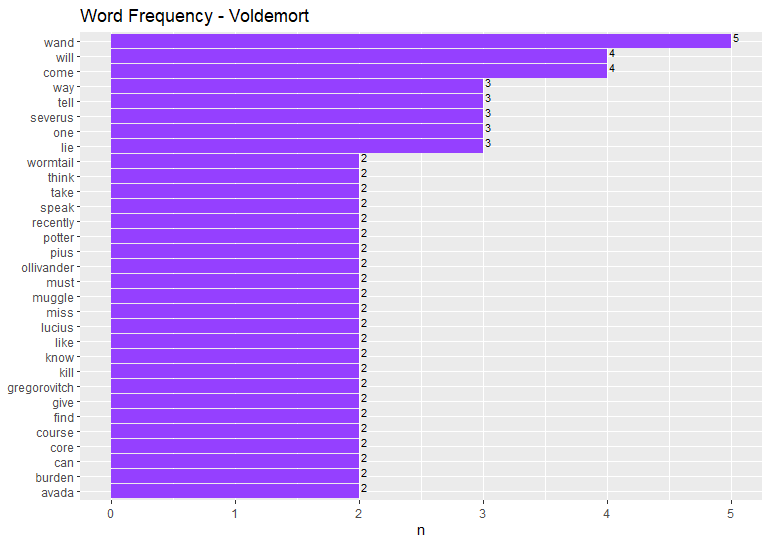 Word Frequency - Voldemort
wand 5
will 4
come 4
way 3
tell 3
severus 3
one 3
lie 3
wormtail 2
think 2
take 2
speak 2
recently 2
potter 2
pius 2
ollivander 2
must 2
muggle 2
miss 2
lucius 2
like 2
know 2
kill 2
gregorovitch 2
give 2
find 2
course 2
core 2
can 2
burden 2
avada 2
0 1 2 3 4 5
n